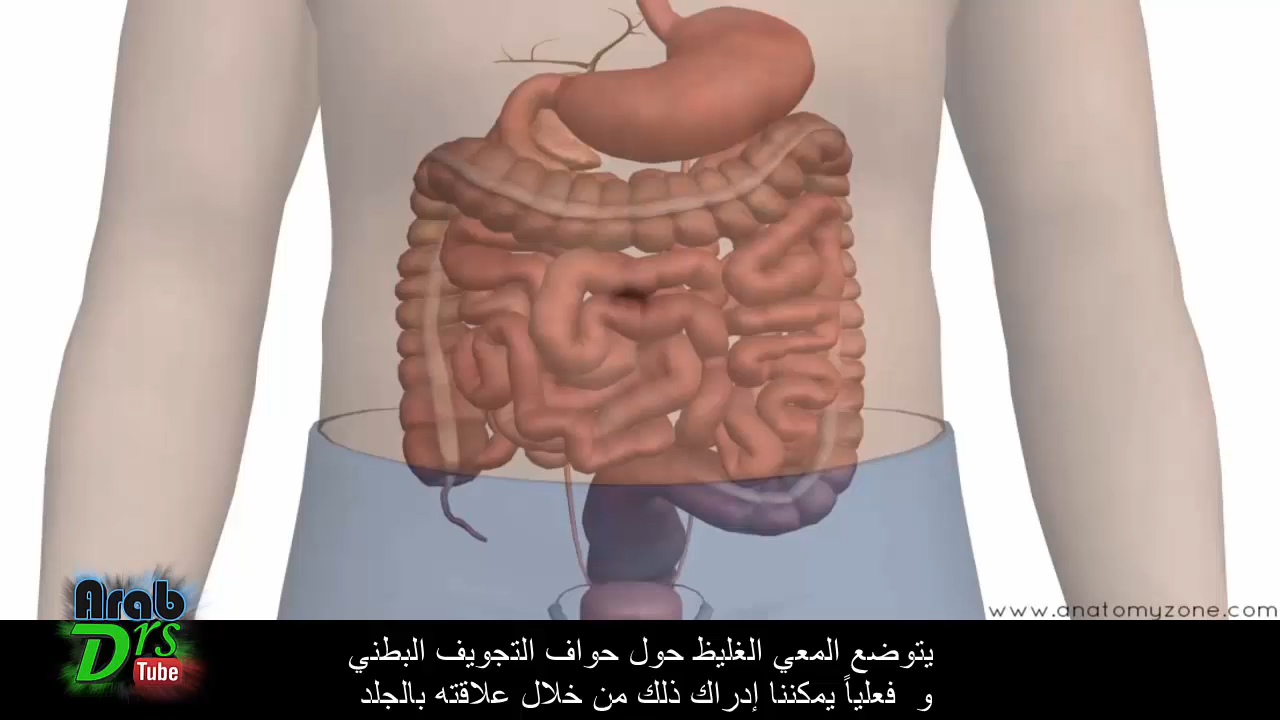 www.anatomyzone.com
Arab
Drs
Tube
يتوضع المعي الغليظ حول حواف التجويف البطني
و فعلياً يمكننا إدراك ذلك من خلال علاقته بالجلد